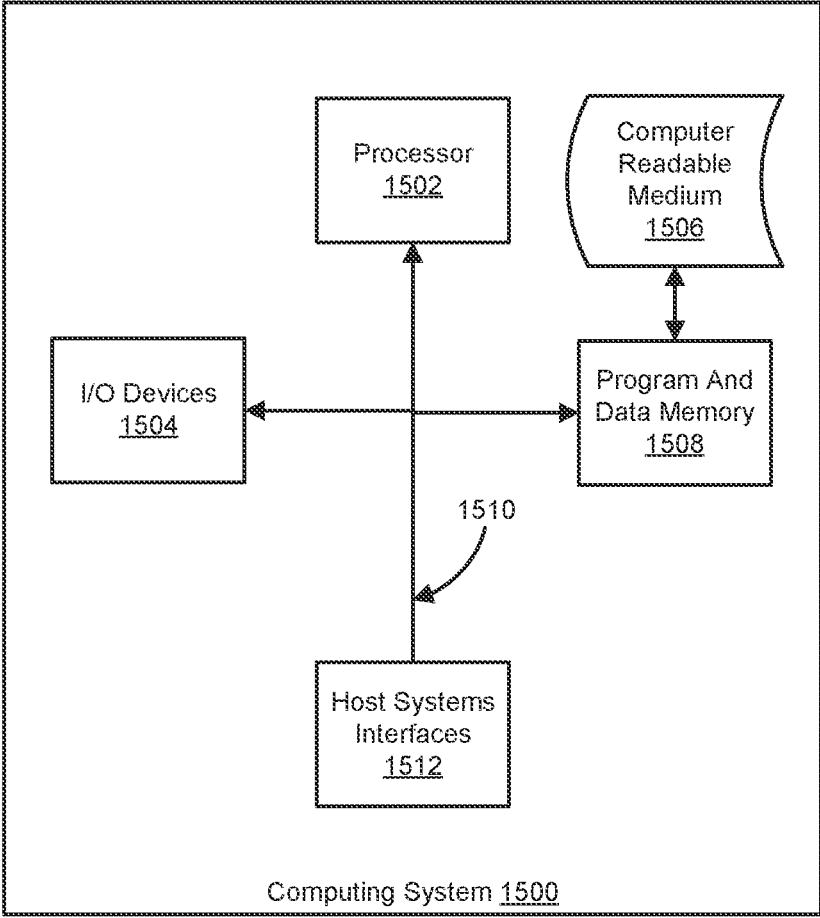 Processor
1502
Computer
Readable
Medium
1506
I/O Devices
1504
Program And
Data Memory
1508
1510
Host Systems
Interfaces
1512
Computing System 1500